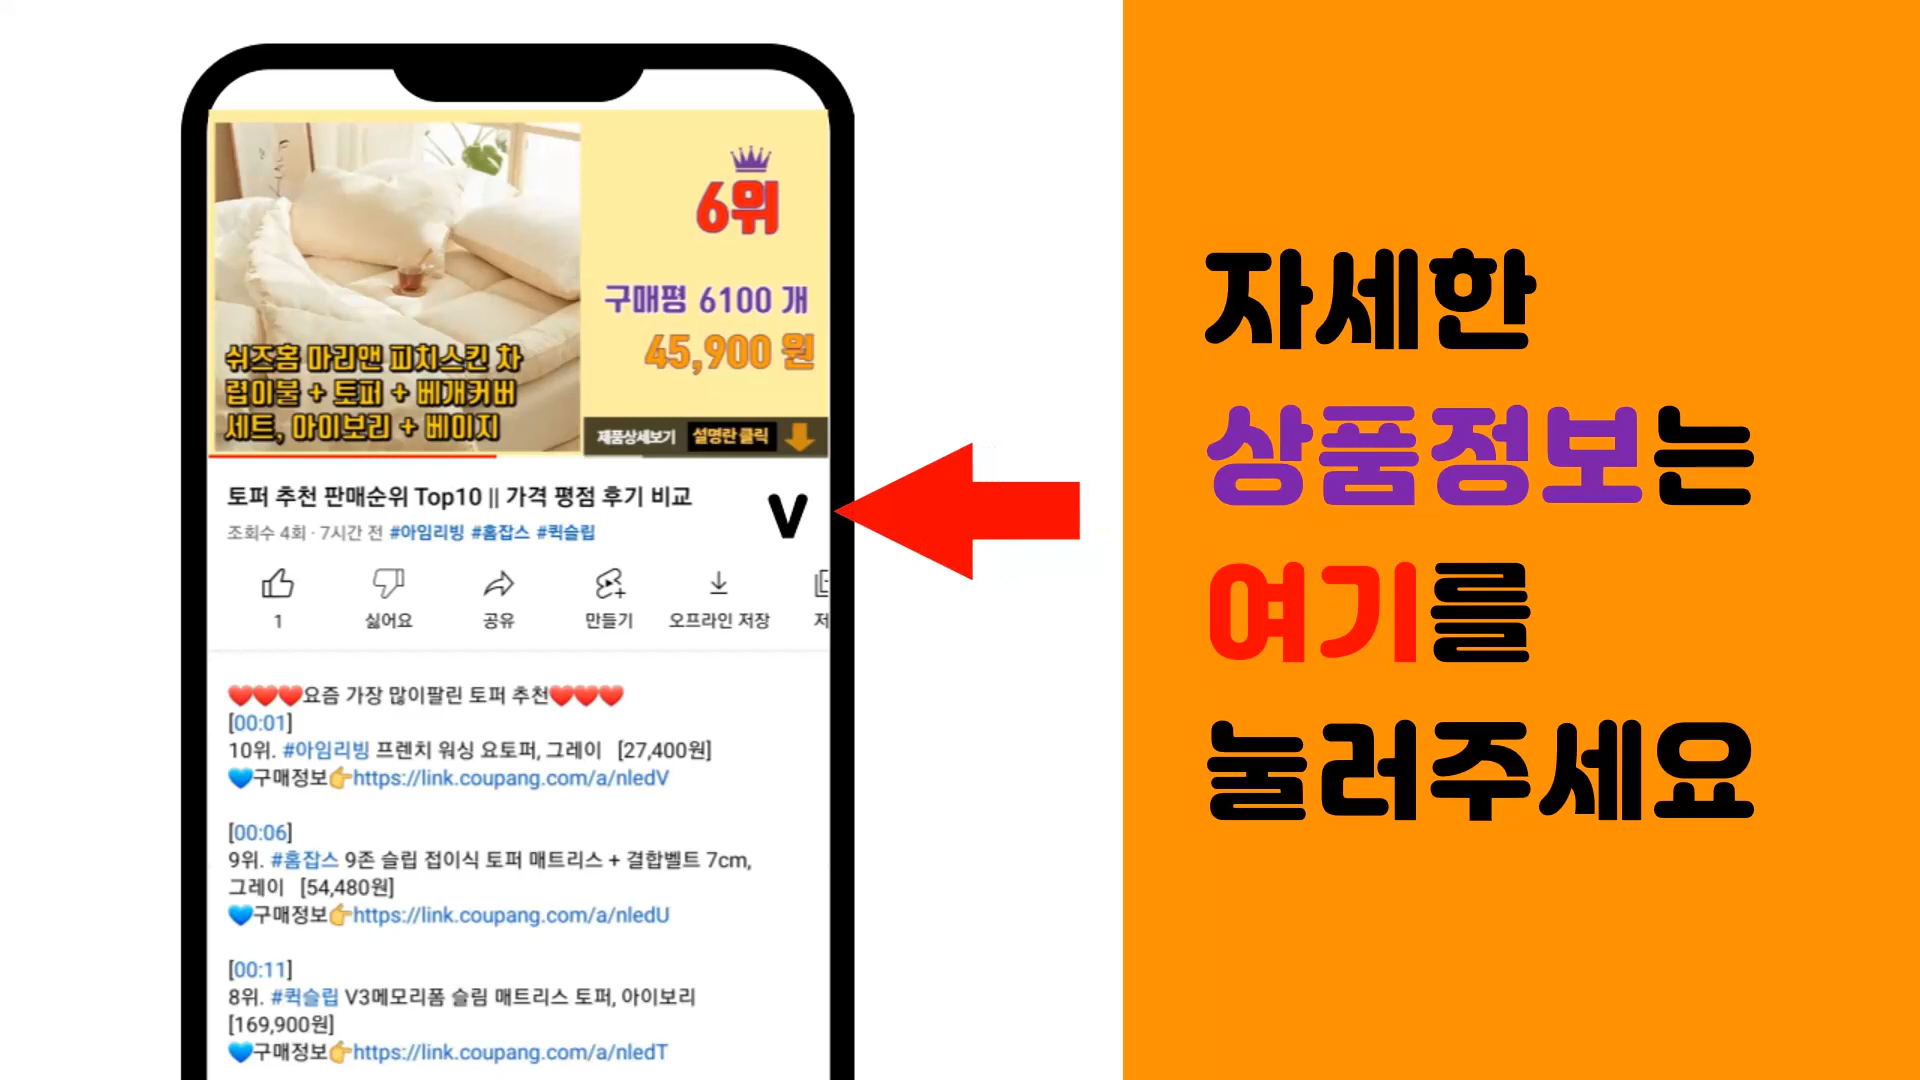 6위
구매평 6100 개
45,900 원
쉬즈홈 마리앤 피치스킨 차
렵이불 + 토퍼 + 베개커버
세트, 아이보리 + 베이지
제품상세보기 설명란 클릭
토퍼 추천 판매순위 Top10 || 가격 평점 후기 비교
V
조회수 4회 · 7시간 전 #아임리빙 #홈잡스 #퀵슬립
1 싫어요 공유 만들기 오프라인 저장 저
❤❤❤요즘 가장 많이팔린 토퍼 추천❤❤❤
[00:01]
10위. #아임리빙 프렌치 워싱 요토퍼, 그레이 [27,400원]
💙구매정보👉https://link.coupang.com/a/nledV
[00:06]
9위. #홈잡스 9존 슬립 접이식 토퍼 매트리스 + 결합벨트 7cm,
그레이 [54,480원]
💙구매정보👉https://link.coupang.com/a/nledU
[00:11]
8위. #퀵슬립 V3메모리폼 슬림 매트리스 토퍼, 아이보리
[169,900원]
💙구매정보👉https://link.coupang.com/a/nledT
자세한
상품정보는
여기를
눌러주세요